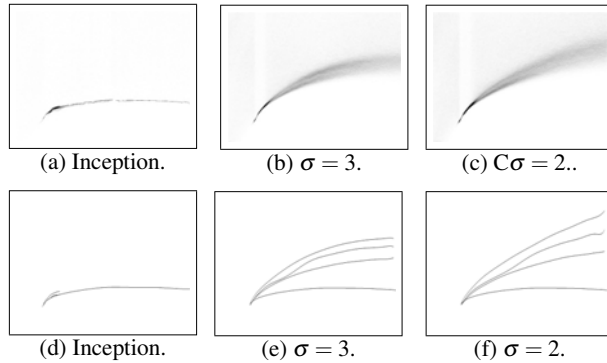 (a) Inception. (b) σ = 3. (c) Cσ = 2..
(d) Inception. (e) σ = 3. (f) σ = 2.